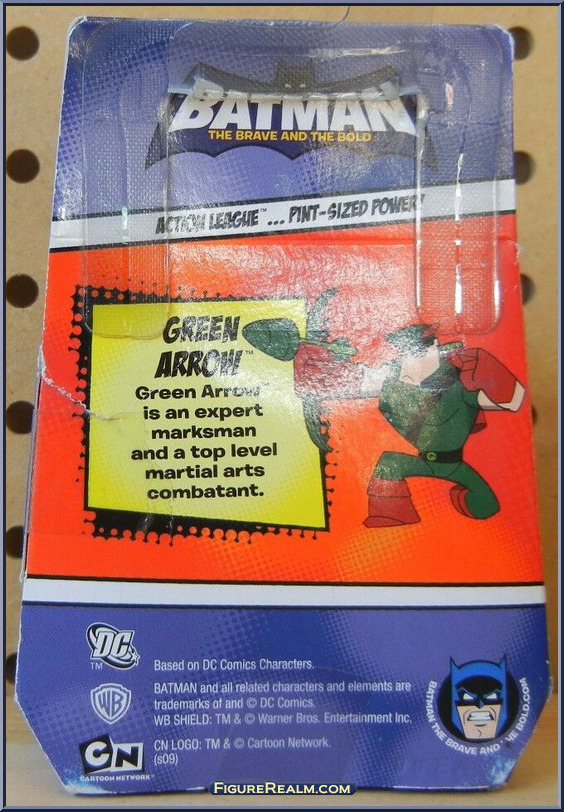 BATMAN
THE BRAVE AND THE BOLD
ACTION LEAGUE™... PINT-SIZED POWER!
GREEN
ARROW™
Green Arrow™
is an expert
marksman
and a top level
martial arts
combatant.
DC
TM
Based on DC Comics Characters.
WB
BATMAN and all related characters and elements are
trademarks of and © DC Comics.
WB SHIELD: TM & © Warner Bros. Entertainment Inc.
CN
CARTOON NETWORK™
CN LOGO: TM & © Cartoon Network.
(s09)
BATMAN THE BRAVE AND THE BOLD.COM
FIGUREREALM.COM